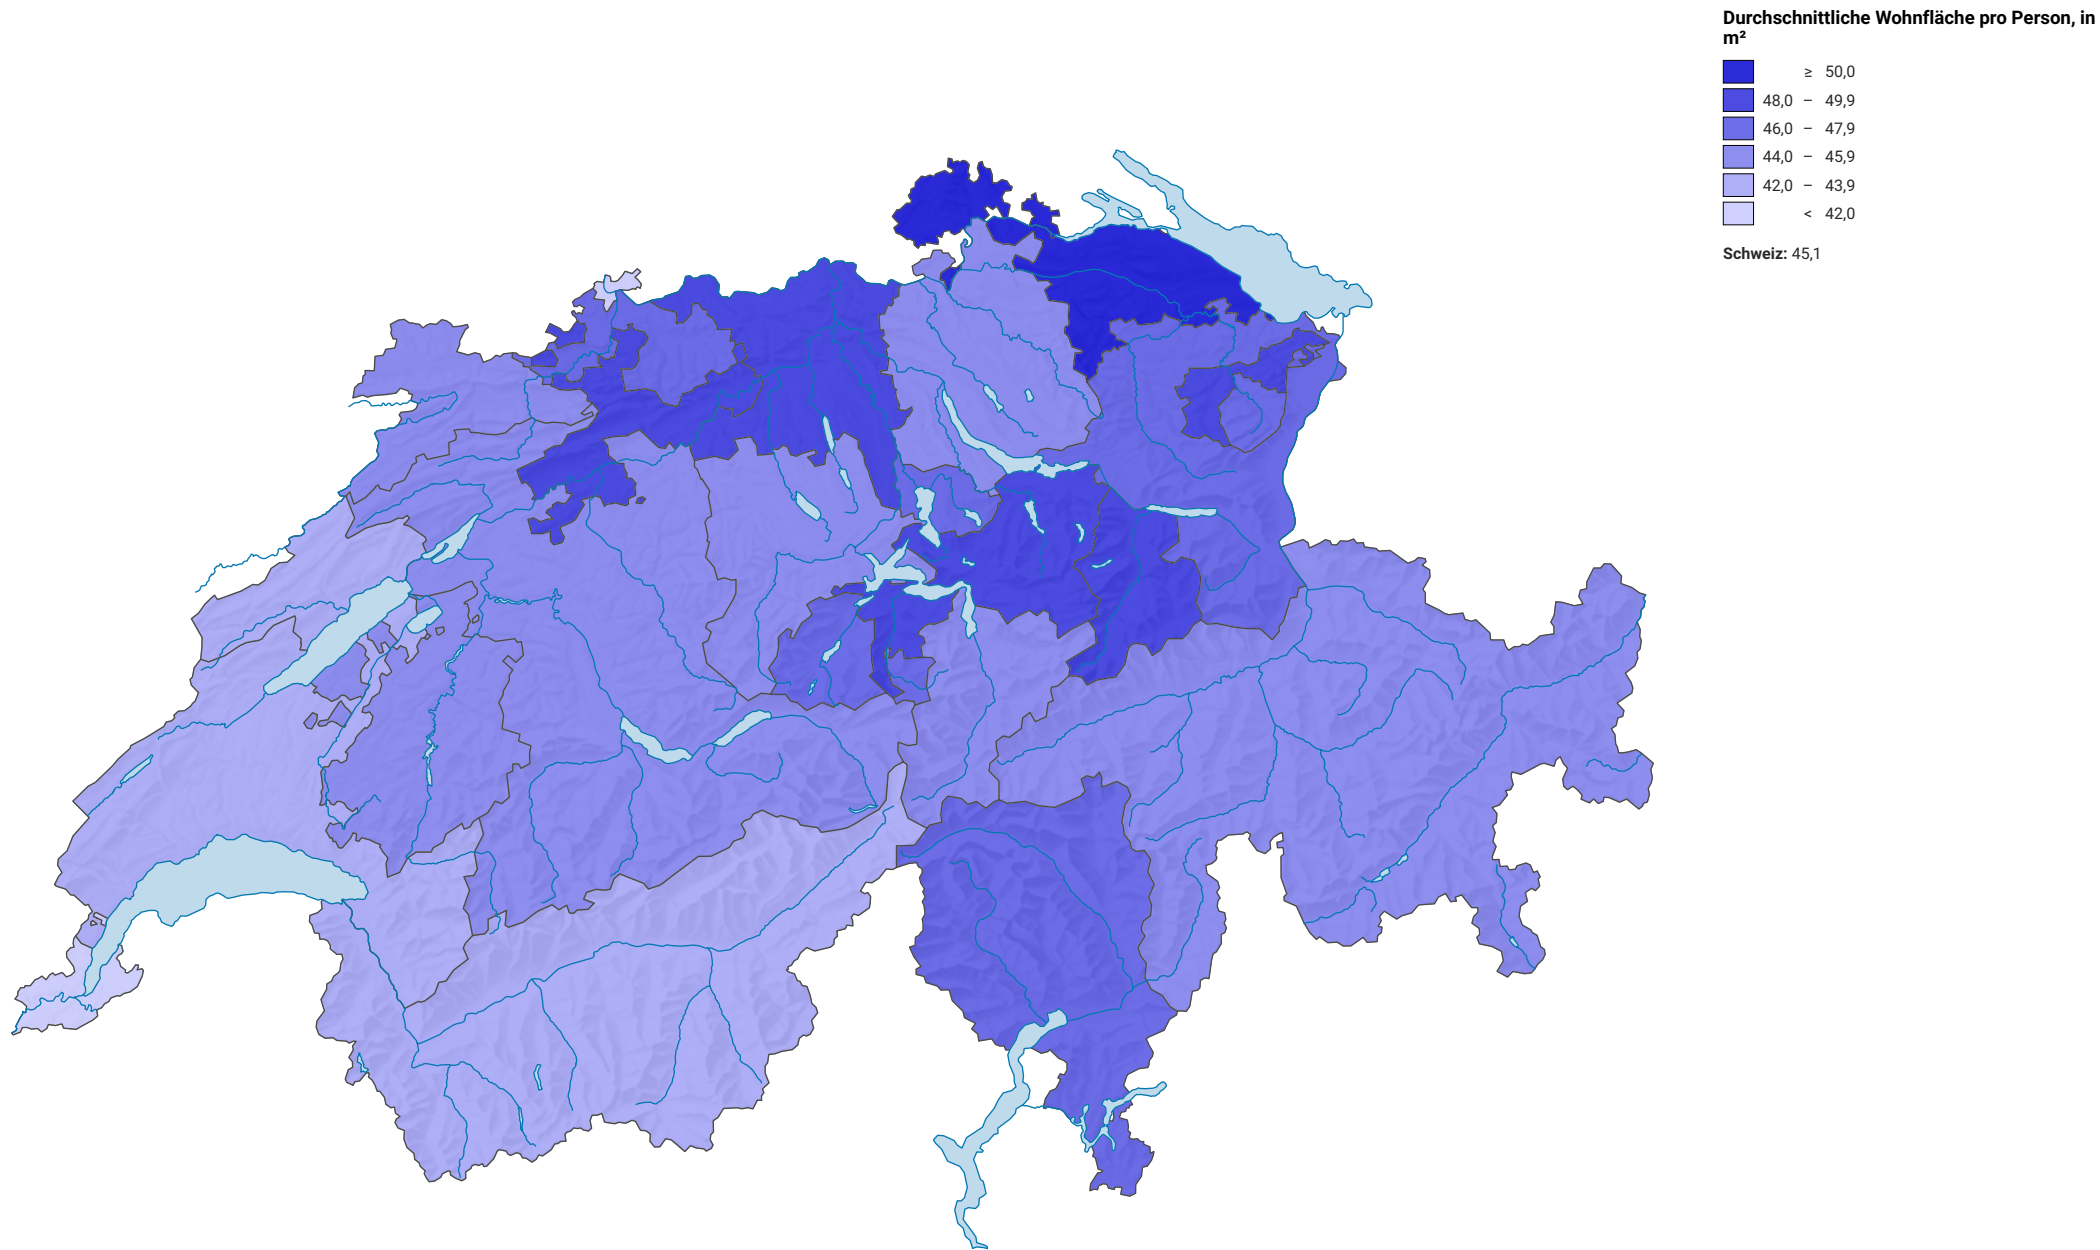 Durchschnittliche Wohnfläche pro Person, in
m²
≥ 50,0
48,0 – 49,9
46,0 – 47,9
44,0 – 45,9
42,0 – 43,9
< 42,0
Schweiz: 45,1